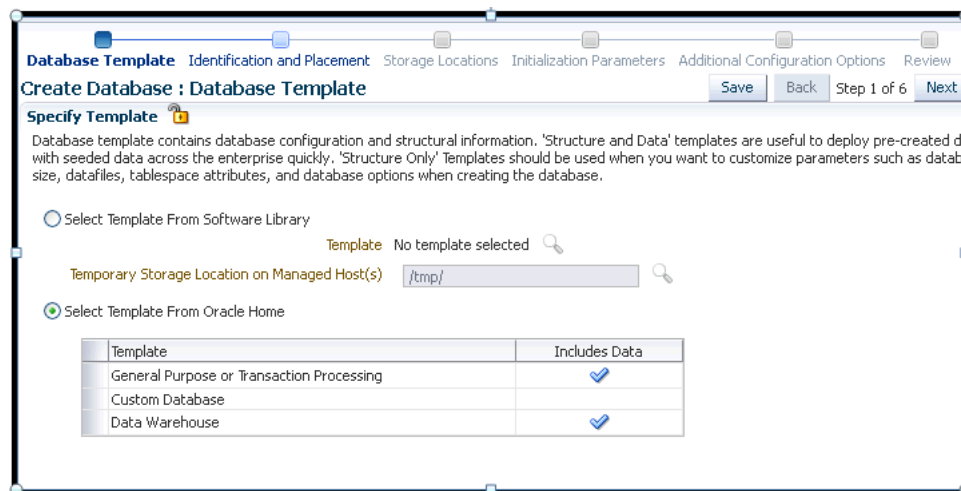 Database Template Identification and Placement Storage Locations Initialization Parameters Additional Configuration Options Review
Create Database : Database Template Save Back Step 1 of 6 Next
Specify Template
Database template contains database configuration and structural information. 'Structure and Data' templates are useful to deploy pre-created d
with seeded data across the enterprise quickly. 'Structure Only' Templates should be used when you want to customize parameters such as datab
size, datafiles, tablespace attributes, and database options when creating the database.
Select Template From Software Library
Template No template selected
Temporary Storage Location on Managed Host(s) /tmp/
Select Template From Oracle Home
Template Includes Data
General Purpose or Transaction Processing
Custom Database
Data Warehouse